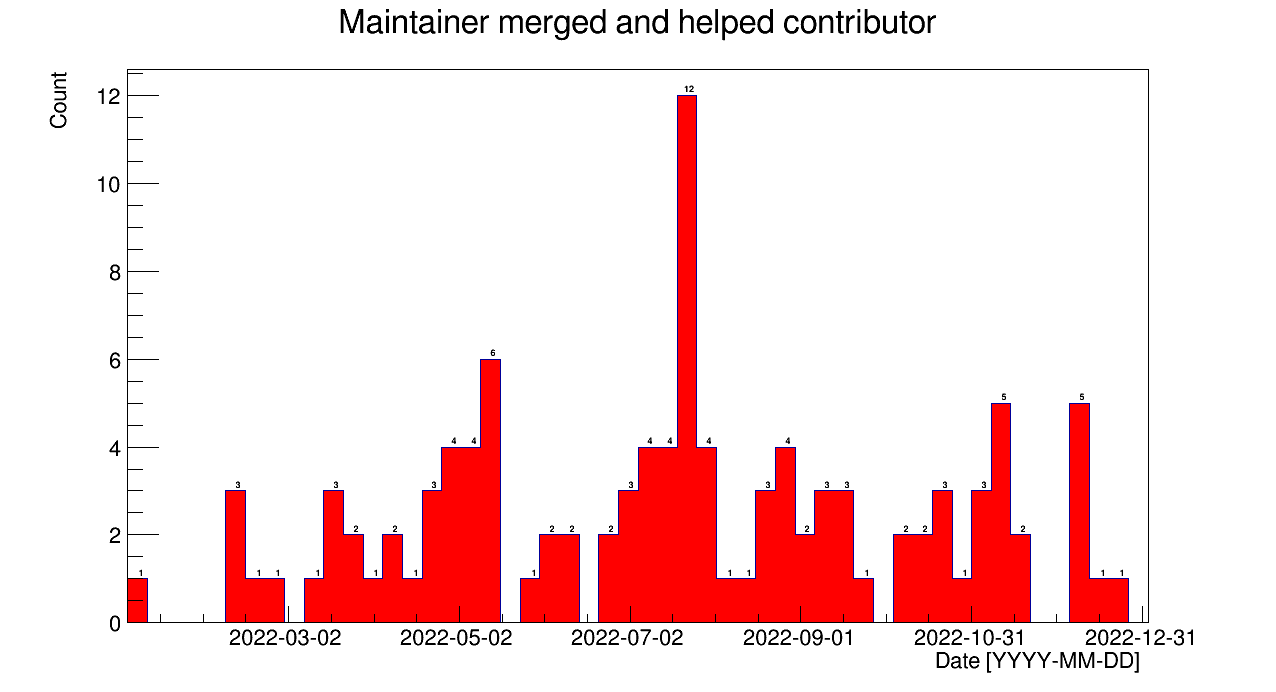 Maintainer merged and helped contributor
Count
12
10
8
6
4
2
0
1 3 1 1 1 3 2 1 2 1 3 4 4 6 1 2 2 2 3 4 4 12 4 1 1 3 4 2 3 3 1 2 2 3 1 3 5 2 5 1 1
2022-03-02 2022-05-02 2022-07-02 2022-09-01 2022-10-31 2022-12-31
Date [YYYY-MM-DD]